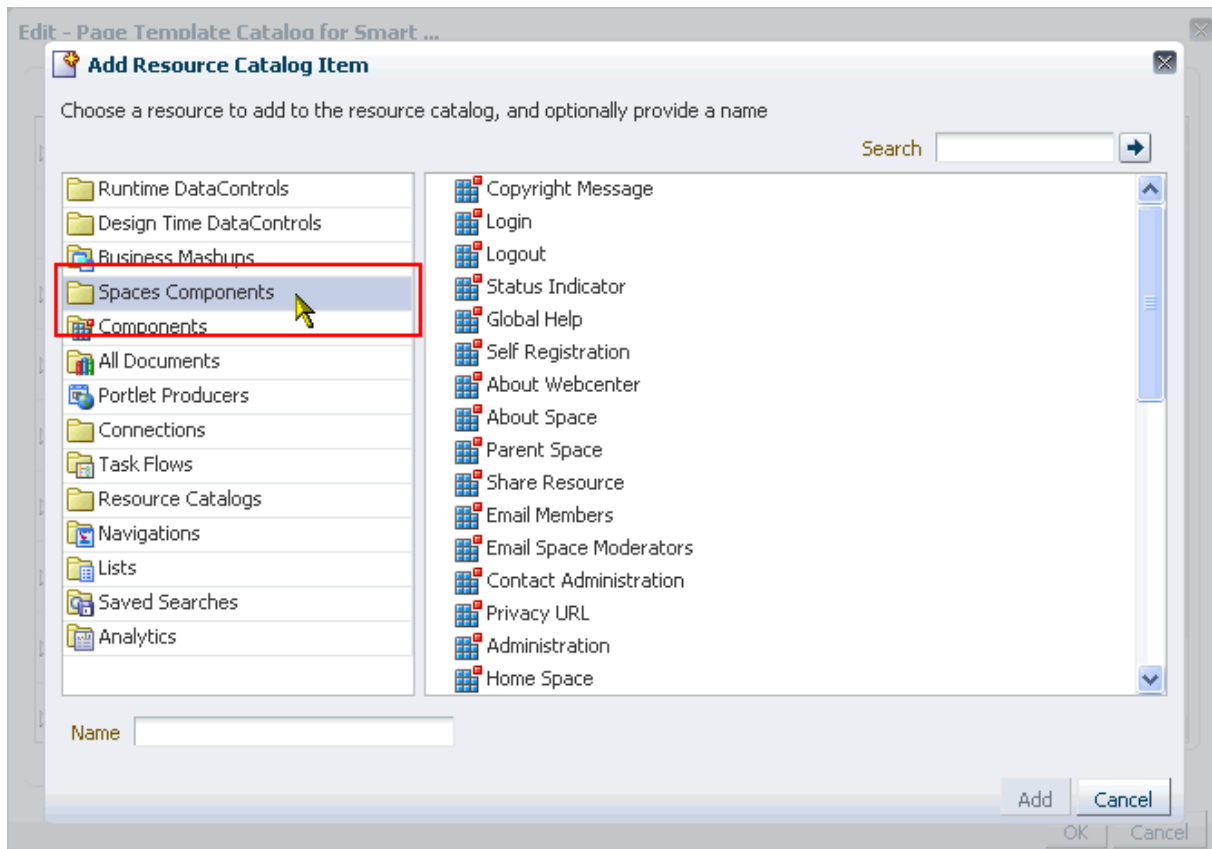 Edit - Page Template Catalog for Smart ...
Add Resource Catalog Item
Choose a resource to add to the resource catalog, and optionally provide a name
Search
Runtime DataControls
Design Time DataControls
Business Mashups
Spaces Components
Components
All Documents
Portlet Producers
Connections
Task Flows
Resource Catalogs
Navigations
Lists
Saved Searches
Analytics
Copyright Message
Login
Logout
Status Indicator
Global Help
Self Registration
About Webcenter
About Space
Parent Space
Share Resource
Email Members
Email Space Moderators
Contact Administration
Privacy URL
Administration
Home Space
Name
Add Cancel
OK Cancel